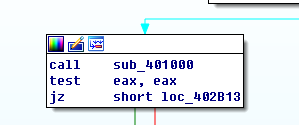 call    sub_401000
test    eax, eax
jz      short loc_402B13